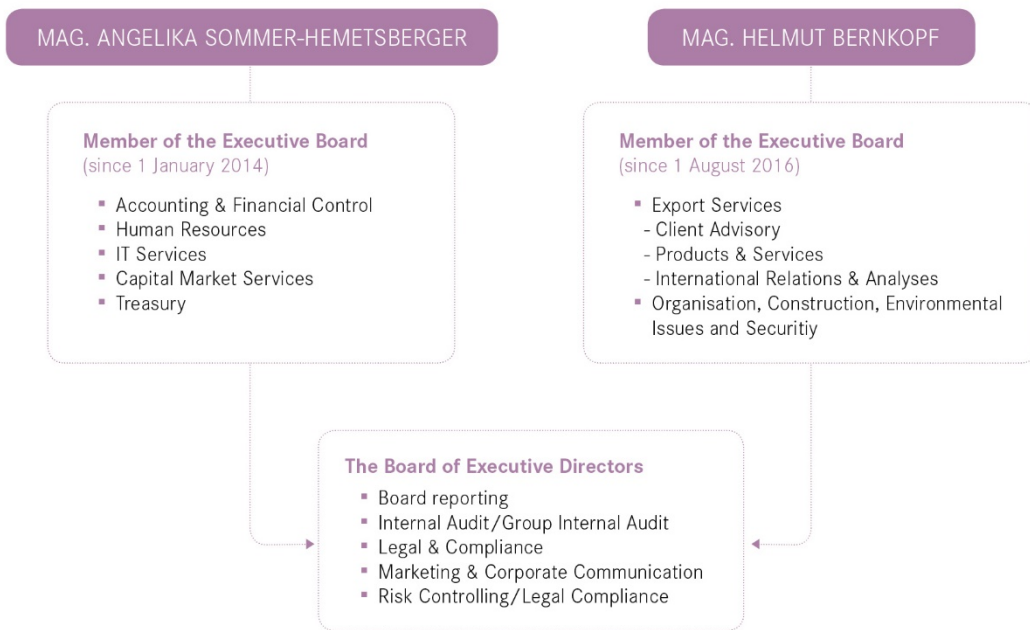 MAG. ANGELIKA SOMMER-HEMETSBERGER
Member of the Executive Board
(since 1 January 2014)
▪ Accounting & Financial Control
▪ Human Resources
▪ IT Services
▪ Capital Market Services
▪ Treasury
MAG. HELMUT BERNKOPF
Member of the Executive Board
(since 1 August 2016)
▪ Export Services
- Client Advisory
- Products & Services
- International Relations & Analyses
▪ Organisation, Construction, Environmental
Issues and Securitiy
The Board of Executive Directors
▪ Board reporting
▪ Internal Audit/Group Internal Audit
▪ Legal & Compliance
▪ Marketing & Corporate Communication
▪ Risk Controlling/Legal Compliance